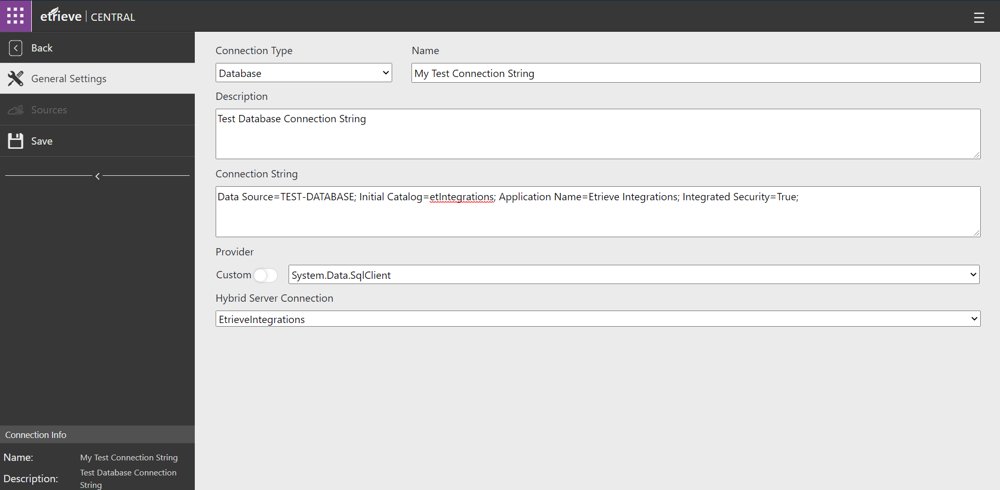 etrieve | CENTRAL
Back
General Settings
Sources
Save
Connection Info
Name: My Test Connection String
Description: Test Database Connection
String
Connection Type
Database
Name
My Test Connection String
Description
Test Database Connection String
Connection String
Data Source=TEST-DATABASE; Initial Catalog=etIntegrations; Application Name=Etrieve Integrations; Integrated Security=True;
Provider
Custom
System.Data.SqlClient
Hybrid Server Connection
EtrieveIntegrations